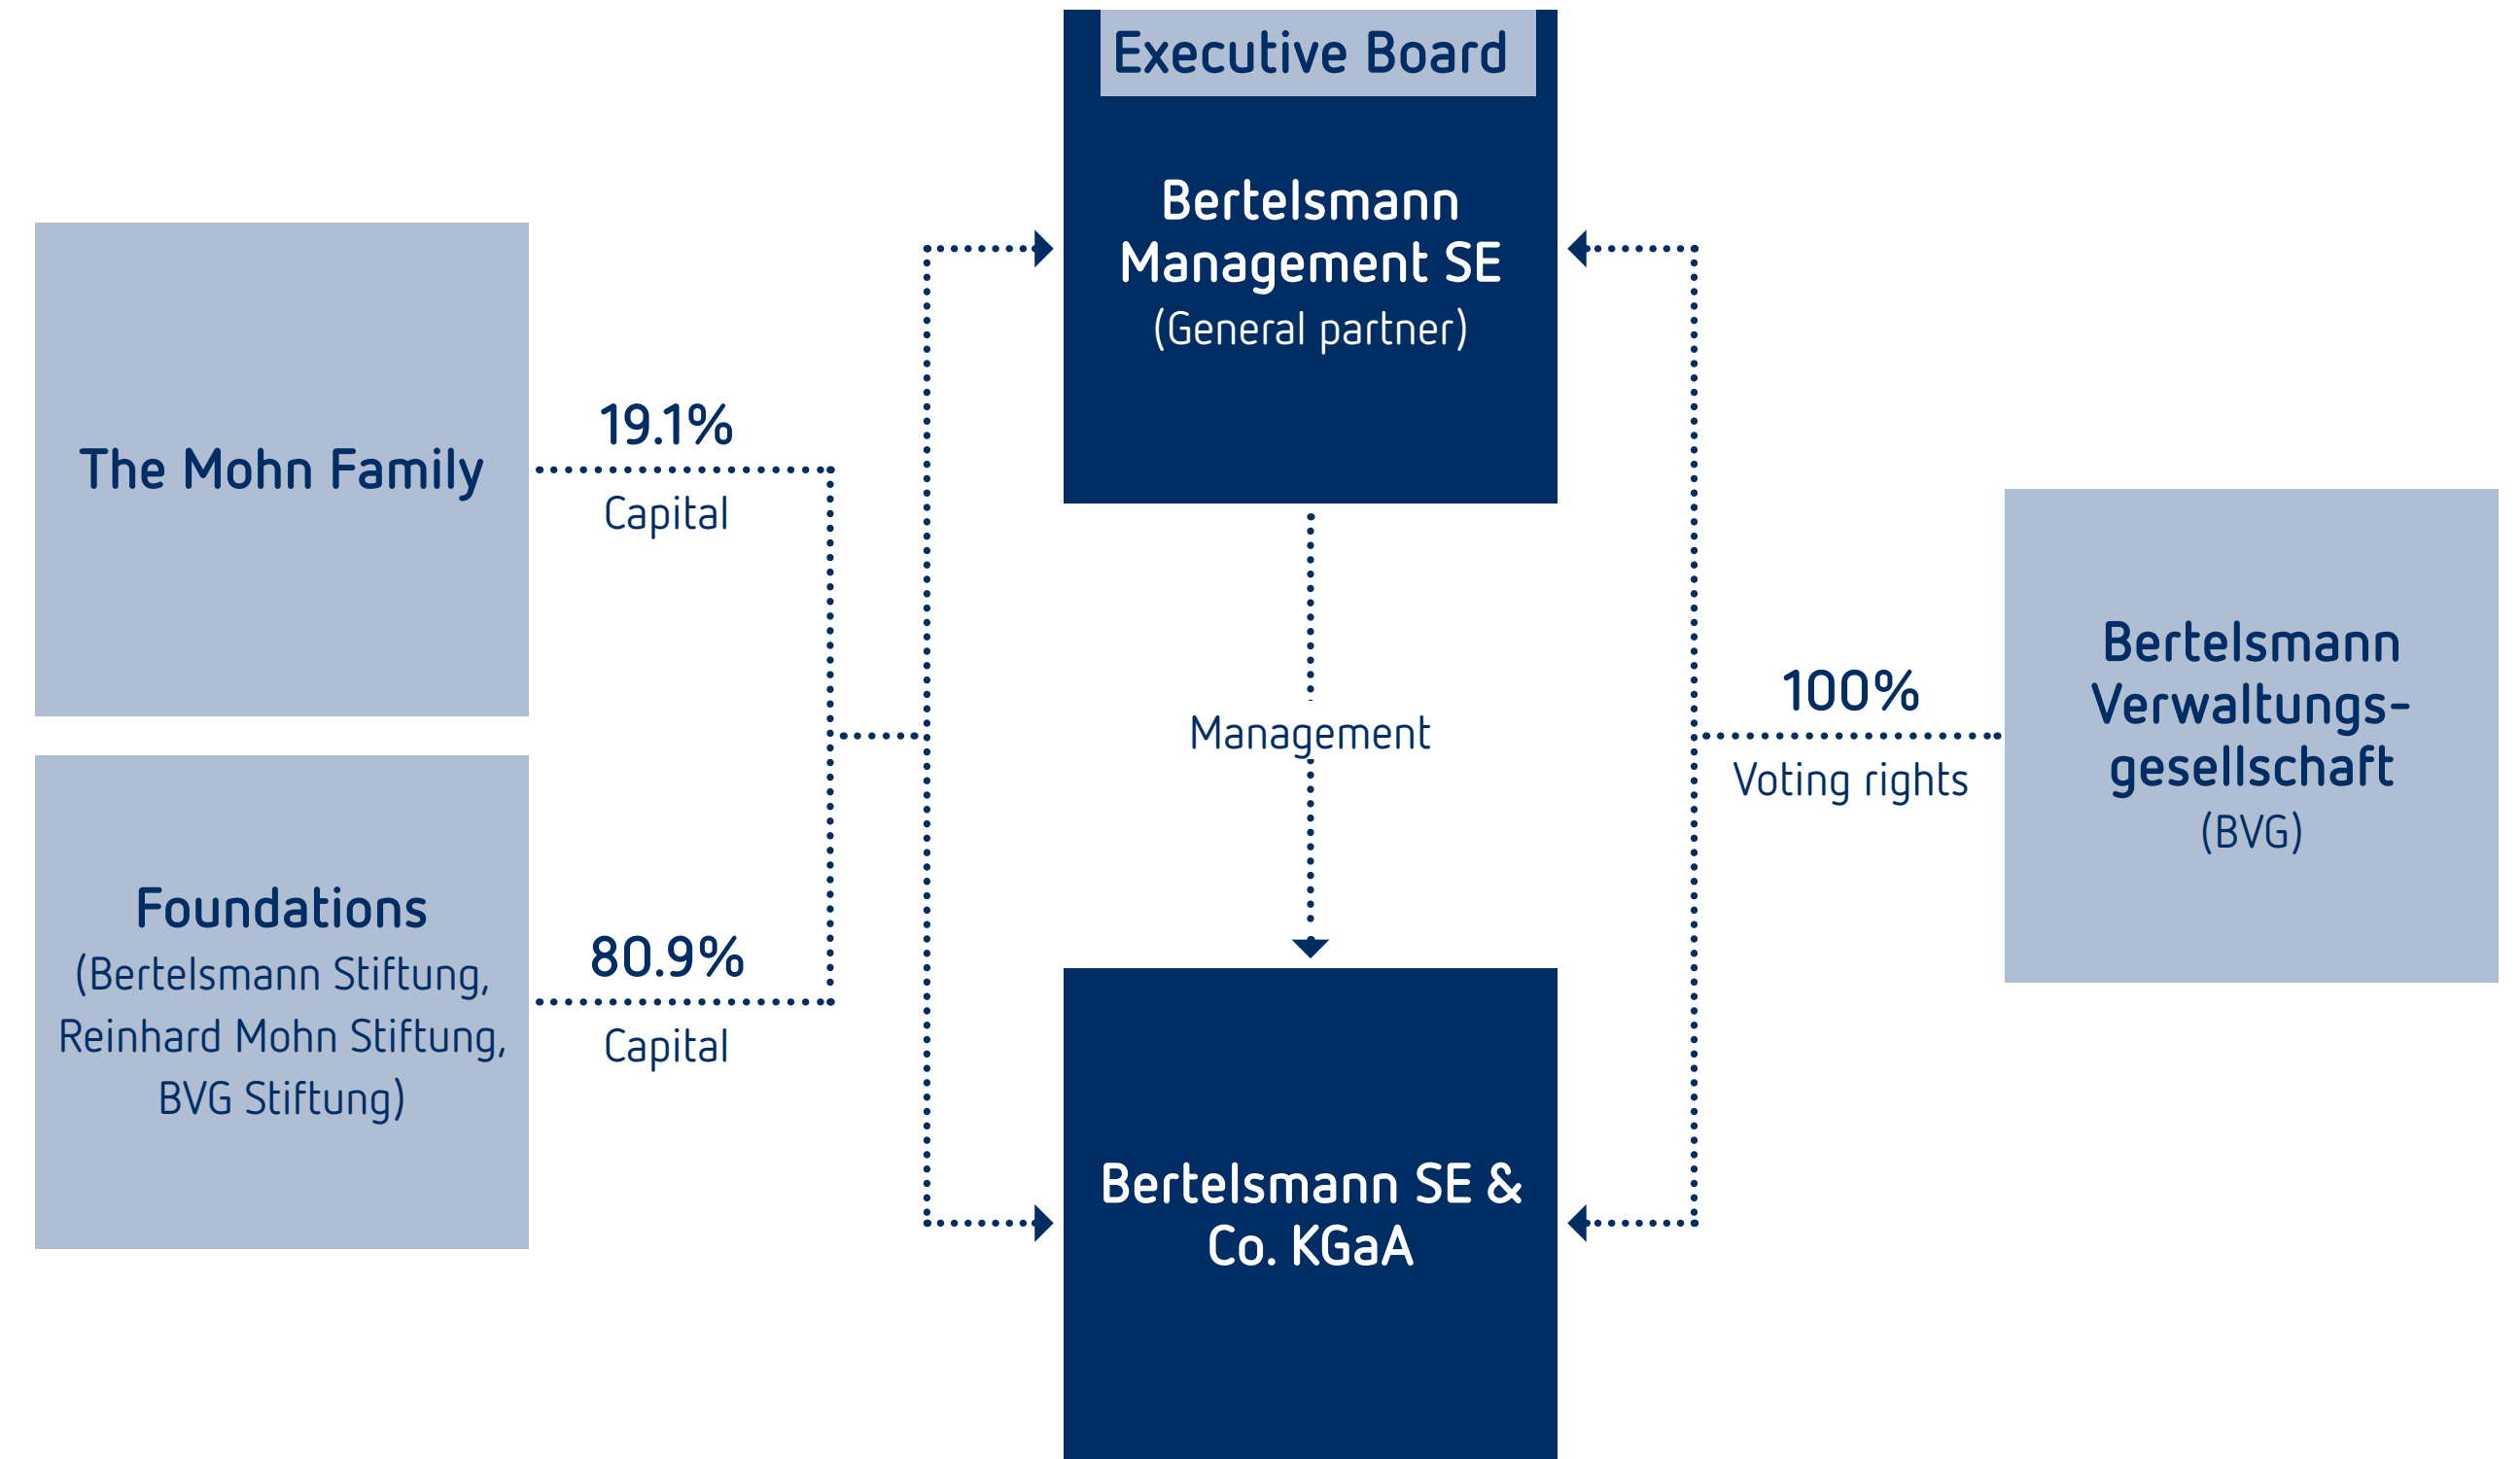 Executive Board
Bertelsmann
Management SE
(General partner)
The Mohn Family
19.1%
Capital
Foundations
(Bertelsmann Stiftung,
Reinhard Mohn Stiftung,
BVG Stiftung)
80.9%
Capital
Management
Bertelsmann SE &
Co. KGaA
100%
Voting rights
Bertelsmann
Verwaltungs-
gesellschaft
(BVG)